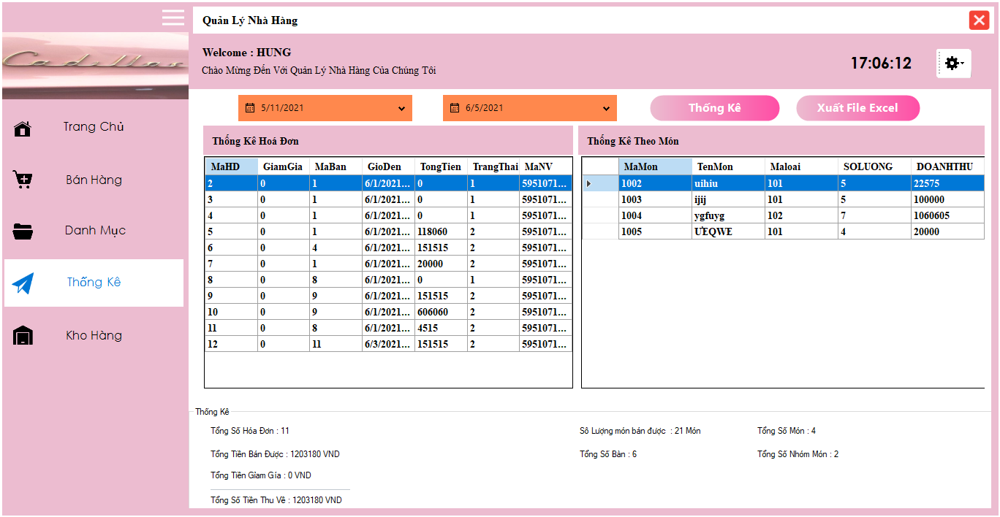 Quản Lý Nhà Hàng
Cadillac
Welcome : HUNG
Chào Mừng Đến Với Quản Lý Nhà Hàng Của Chúng Tôi
17:06:12
5/11/2021 6/5/2021 Thống Kê Xuất File Excel
Trang Chủ
Bán Hàng
Danh Mục
Thống Kê
Kho Hàng
Thống Kê Hoá Đơn
MaHD GiamGia MaBan GioDen TongTien TrangThai MaNV
2 0 1 6/1/2021... 0 1 5951071...
3 0 1 6/1/2021... 0 1 5951071...
4 0 1 6/1/2021... 0 1 5951071...
5 0 1 6/1/2021... 118060 2 5951071...
6 0 4 6/1/2021... 151515 2 5951071...
7 0 1 6/1/2021... 20000 2 5951071...
8 0 8 6/1/2021... 0 1 5951071...
9 0 9 6/1/2021... 151515 2 5951071...
10 0 9 6/1/2021... 606060 2 5951071...
11 0 8 6/1/2021... 4515 2 5951071...
12 0 11 6/3/2021... 151515 2 5951071...
Thống Kê Theo Món
MaMon TenMon Maloai SOLUONG DOANHTHU
1002 uihiu 101 5 22575
1003 ijij 101 5 100000
1004 ygfuyg 102 7 1060605
1005 ƯEQWE 101 4 20000
Thống Kê
Tổng Số Hóa Đơn : 11
Tổng Tiền Bán Được : 1203180 VND
Tổng Tiền Giam Gía : 0 VND
Tổng Số Tiền Thu Về : 1203180 VND
Sô Lượng món bán được : 21 Món
Tổng Số Bàn : 6
Tổng Số Món : 4
Tổng Số Nhóm Món : 2